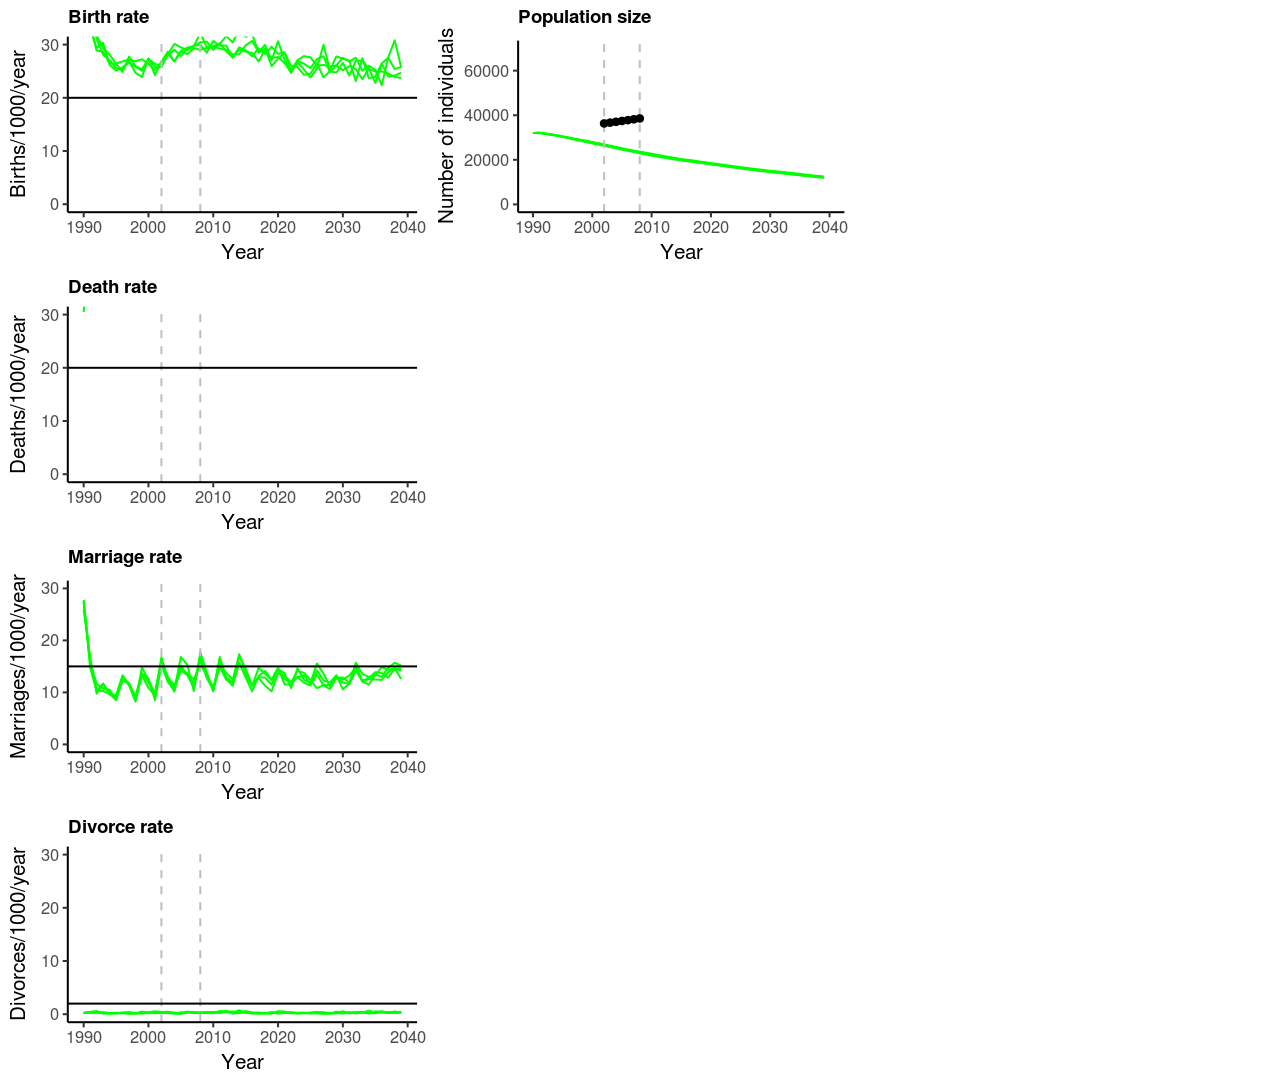 Birth rate
Births/1000/year
30
20
10
0
1990 2000 2010 2020 2030 2040
Year
Population size
Number of individuals
60000
40000
20000
0
1990 2000 2010 2020 2030 2040
Year
Death rate
Deaths/1000/year
30
20
10
0
1990 2000 2010 2020 2030 2040
Year
Marriage rate
Marriages/1000/year
30
20
10
0
1990 2000 2010 2020 2030 2040
Year
Divorce rate
Divorces/1000/year
30
20
10
0
1990 2000 2010 2020 2030 2040
Year